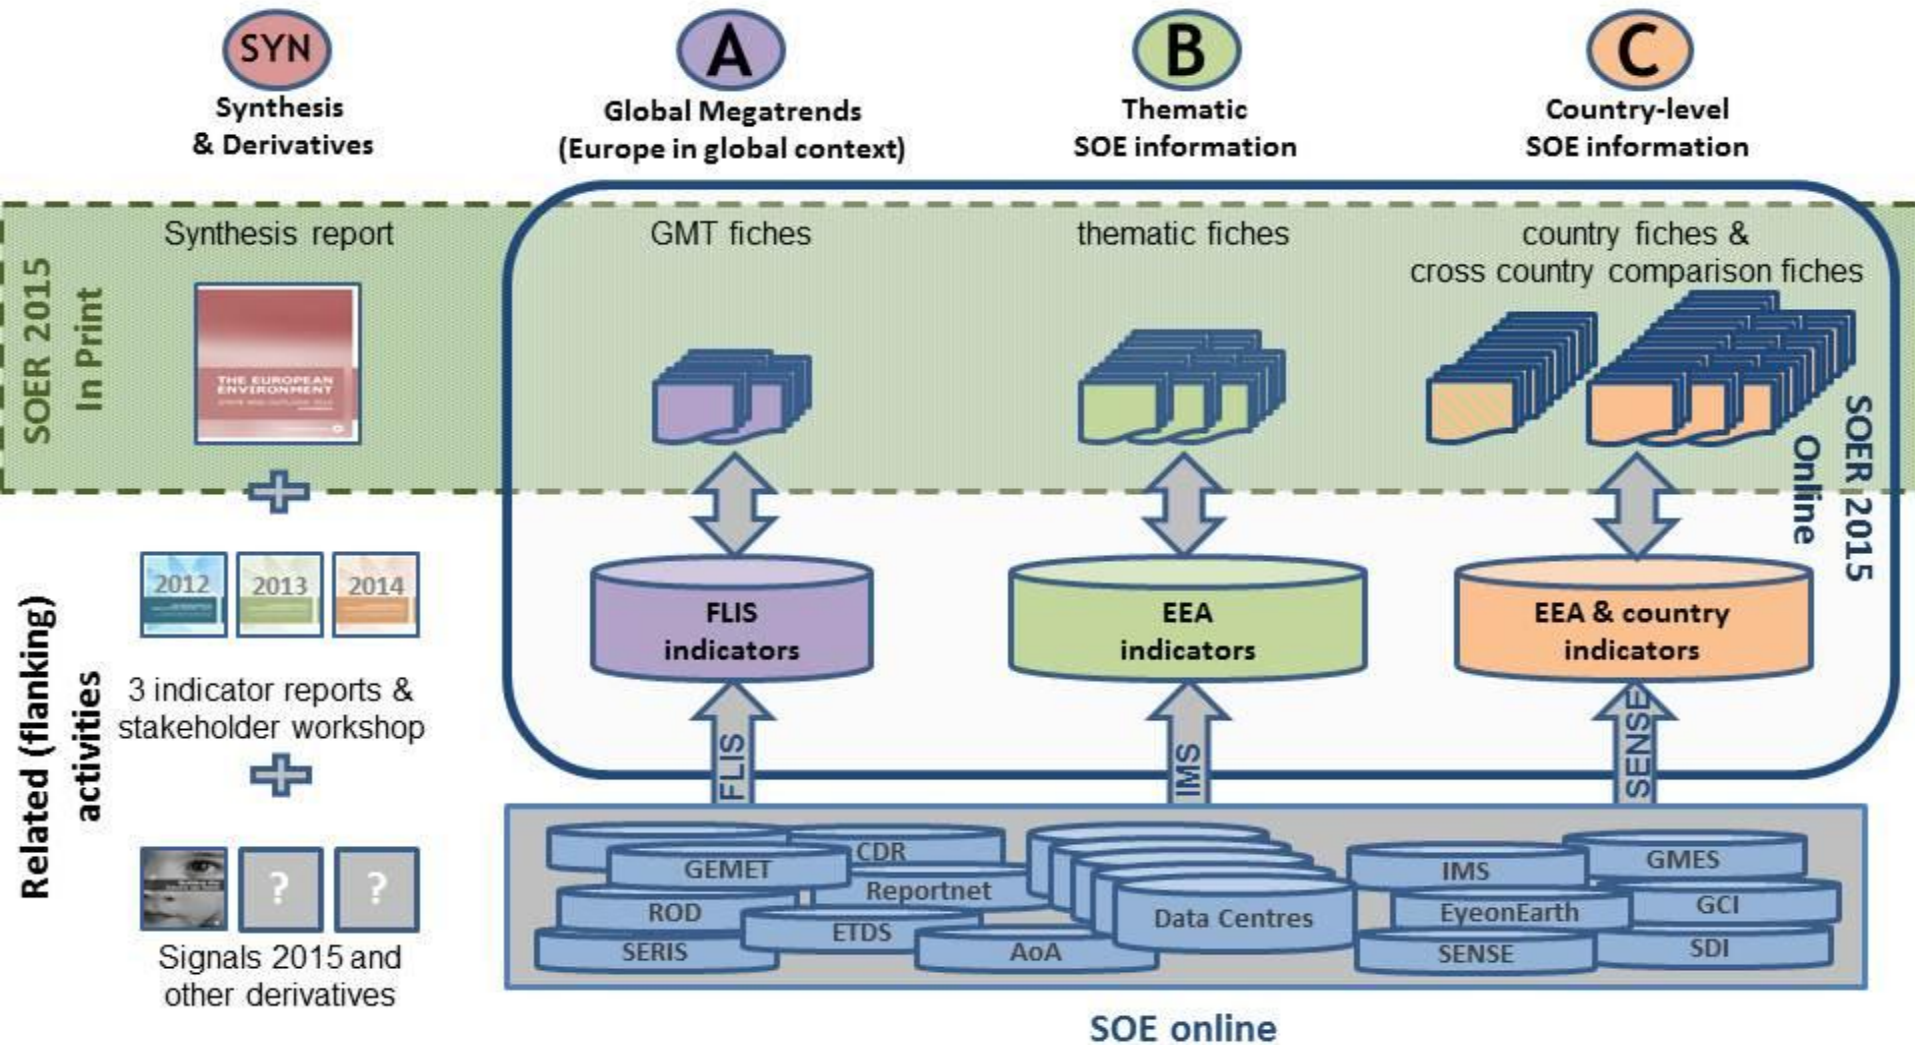 SYN
Synthesis
& Derivatives
A
Global Megatrends
(Europe in global context)
B
Thematic
SOE information
C
Country-level
SOE information
SOER 2015
In Print
Synthesis report
THE EUROPEAN
ENVIRONMENT
GMT fiches
thematic fiches
country fiches &
cross country comparison fiches
SOER 2015
Online
Related (flanking)
activities
2012
2013
2014
3 indicator reports &
stakeholder workshop
?
?
Signals 2015 and
other derivatives
FLIS
indicators
EEA
indicators
EEA & country
indicators
FLIS
IMS
SENSE
GEMET
CDR
Reportnet
ROD
ETDS
SERIS
AoA
Data Centres
IMS
GMES
EyeonEarth
GCI
SENSE
SDI
SOE online